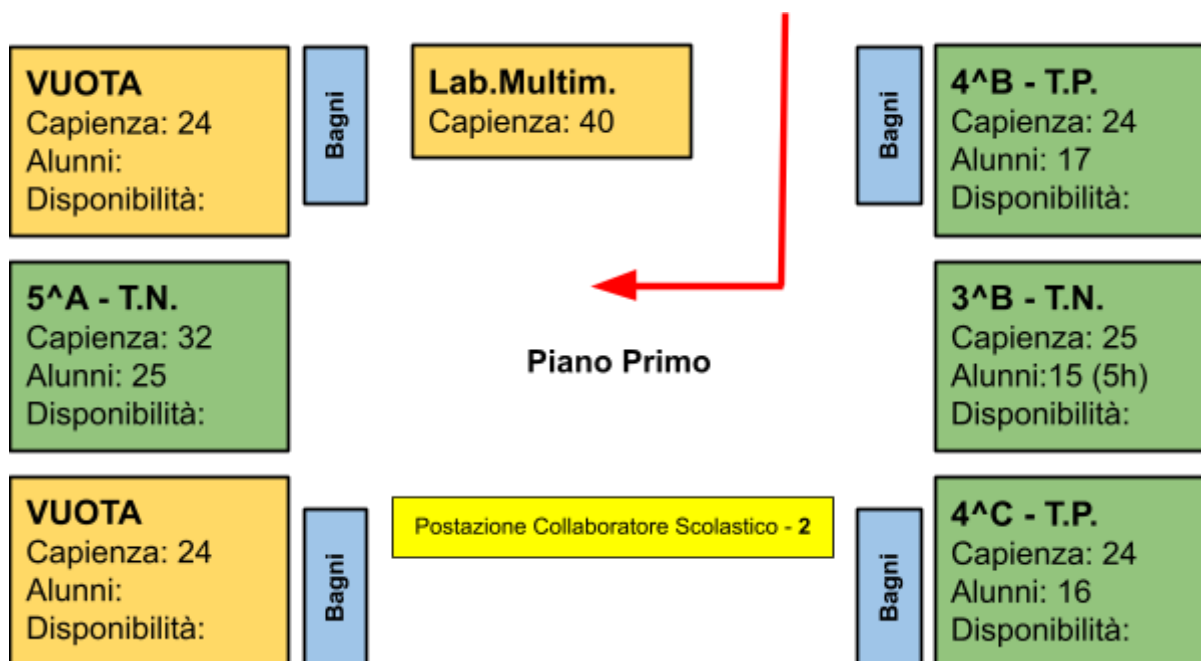 VUOTA
Capienza: 24
Alunni:
Disponibilità:
Bagni
Lab.Multim.
Capienza: 40
Bagni
4^B - T.P.
Capienza: 24
Alunni: 17
Disponibilità:
5^A - T.N.
Capienza: 32
Alunni: 25
Disponibilità:
Piano Primo
3^B - T.N.
Capienza: 25
Alunni:15 (5h)
Disponibilità:
VUOTA
Capienza: 24
Alunni:
Disponibilità:
Bagni
Postazione Collaboratore Scolastico - 2
Bagni
4^C - T.P.
Capienza: 24
Alunni: 16
Disponibilità: